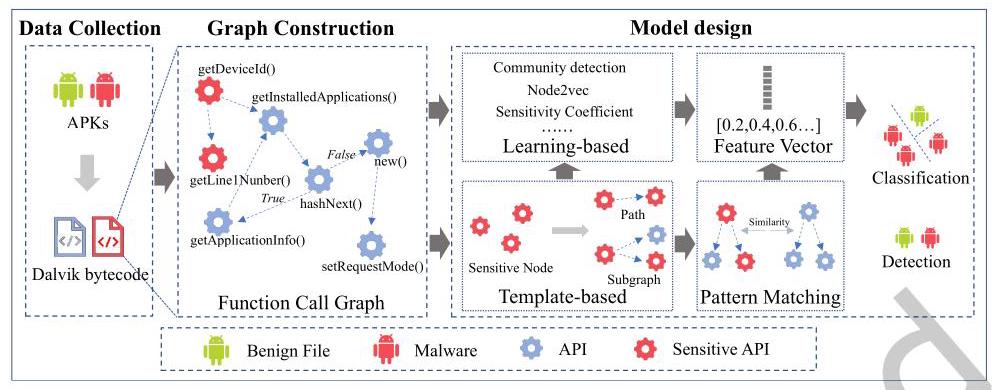 Data Collection
Graph Construction
Model design
APKs
Dalvik bytecode
getDeviceId()
getInstalledApplications()
False
new()
getLine1Nunber()
True
hashNext()
getApplicationInfo()
setRequestMode()
Function Call Graph
Community detection
Node2vec
Sensitivity Coefficient
......
Learning-based
[0.2,0.4,0.6...]
Feature Vector
Sensitive Node
Path
Subgraph
Template-based
Similarity
Pattern Matching
Classification
Detection
Benign File
Malware
API
Sensitive API
d